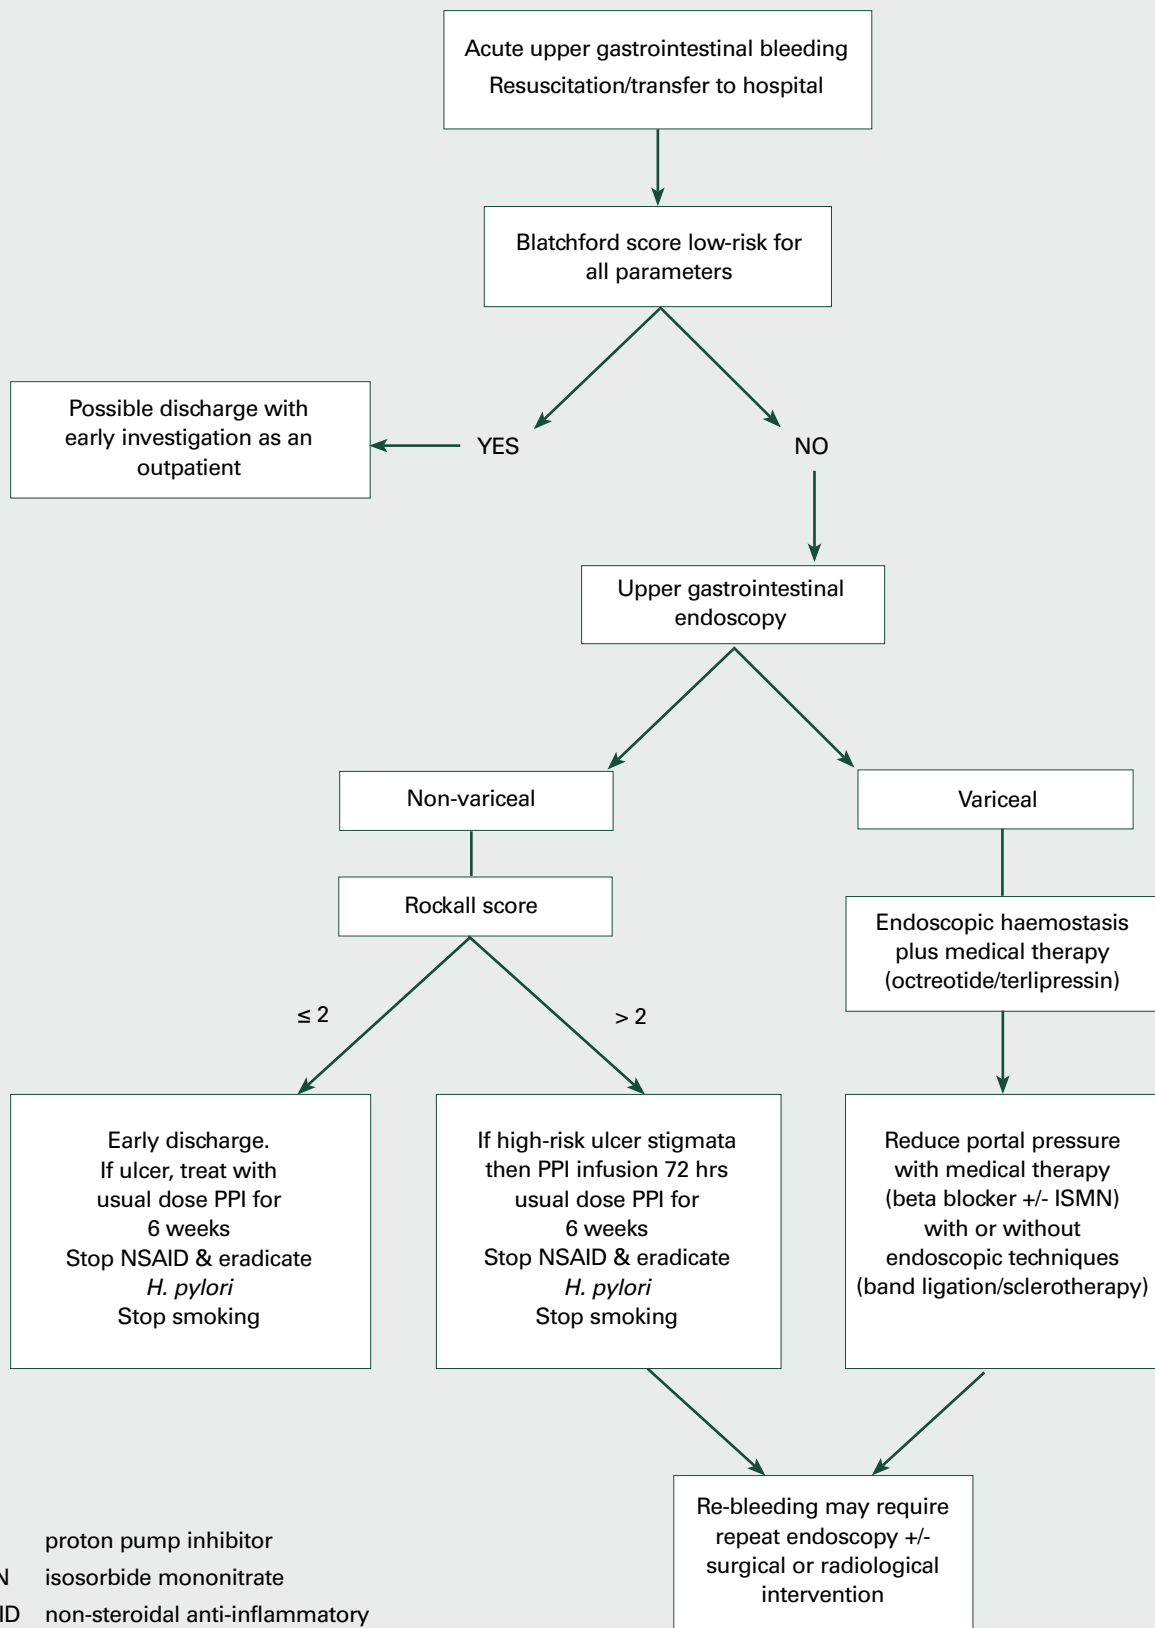 Acute upper gastrointestinal bleeding
Resuscitation/transfer to hospital
Blatchford score low-risk for
all parameters
Possible discharge with
early investigation as an
outpatient
YES
NO
Upper gastrointestinal
endoscopy
Non-variceal
Variceal
Rockall score
Endoscopic haemostasis
plus medical therapy
(octreotide/terlipressin)
≤ 2
> 2
Early discharge.
If ulcer, treat with
usual dose PPI for
6 weeks
Stop NSAID & eradicate
H. pylori
Stop smoking
If high-risk ulcer stigmata
then PPI infusion 72 hrs
usual dose PPI for
6 weeks
Stop NSAID & eradicate
H. pylori
Stop smoking
Reduce portal pressure
with medical therapy
(beta blocker +/- ISMN)
with or without
endoscopic techniques
(band ligation/sclerotherapy)
Re-bleeding may require
repeat endoscopy +/-
surgical or radiological
intervention
proton pump inhibitor
N isosorbide mononitrate
ID non-steroidal anti-inflammatory